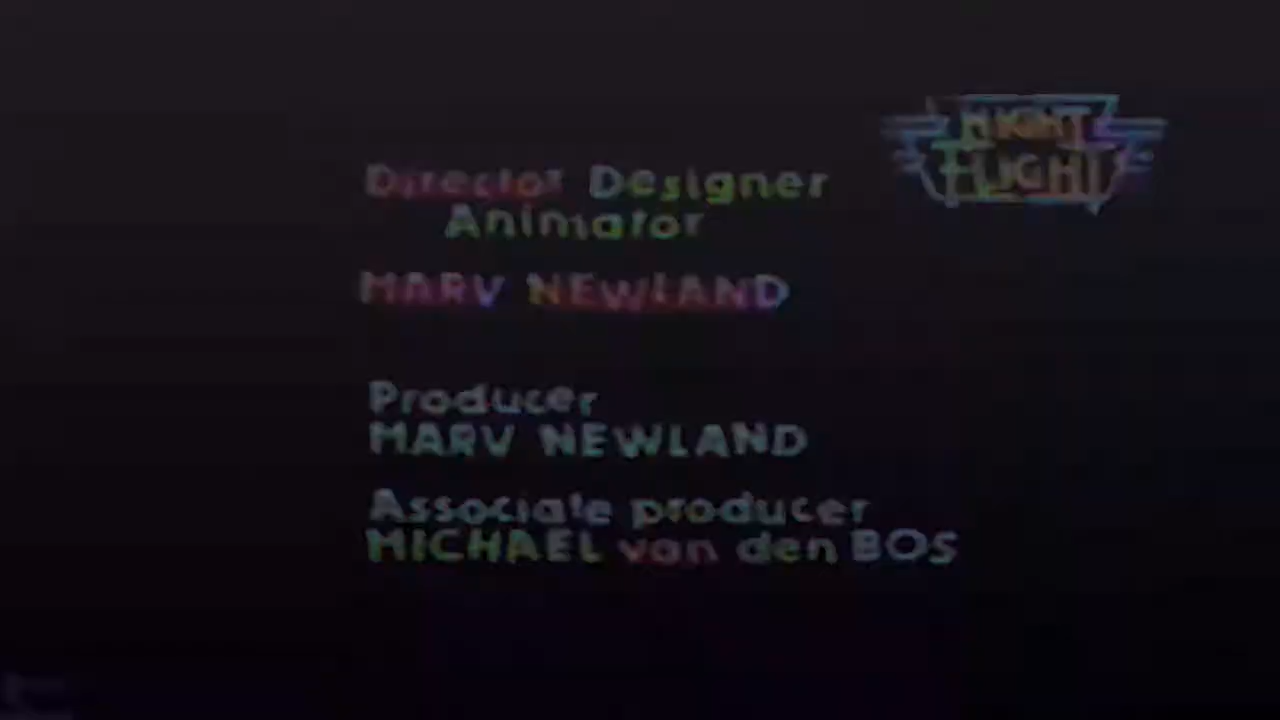 NIGHT
FLIGHT
Director Designer
Animator
MARV NEWLAND
Producer
MARV NEWLAND
Associate producer
MICHAEL van den BOS